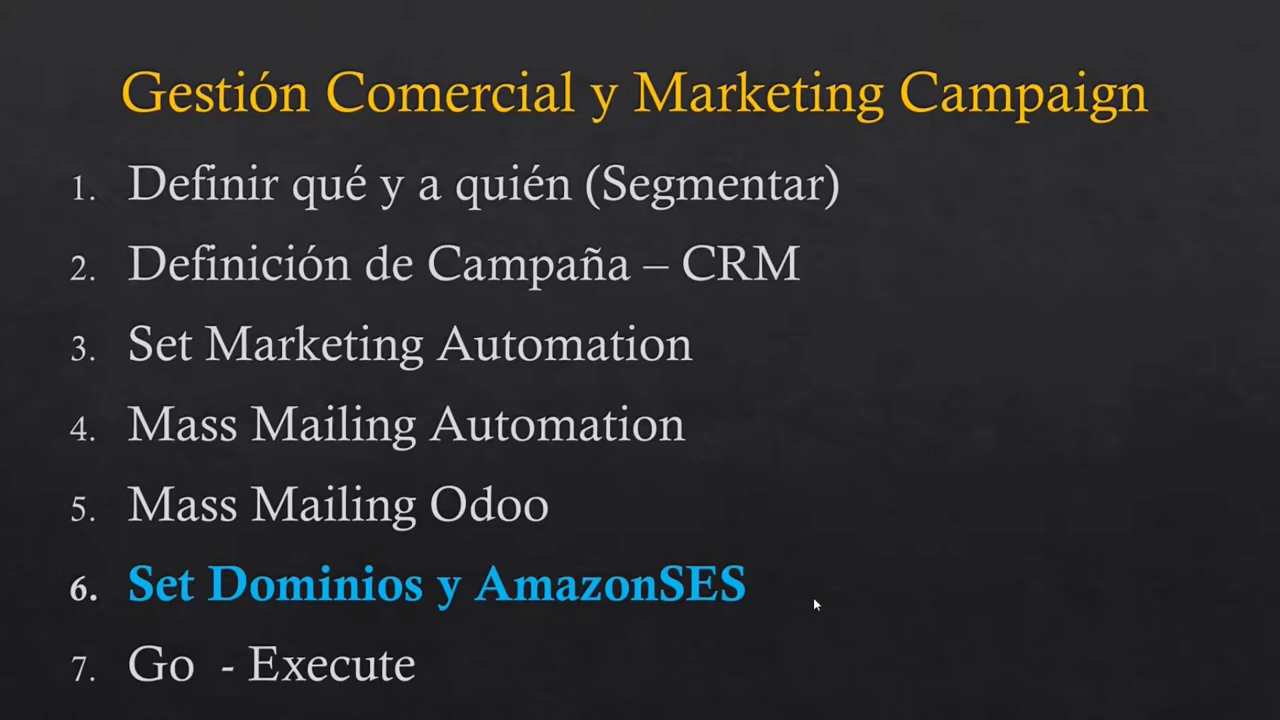 Gestión Comercial y Marketing Campaign
1. Definir qué y a quién (Segmentar)
2. Definición de Campaña – CRM
3. Set Marketing Automation
4. Mass Mailing Automation
5. Mass Mailing Odoo
6. Set Dominios y AmazonSES
7. Go - Execute